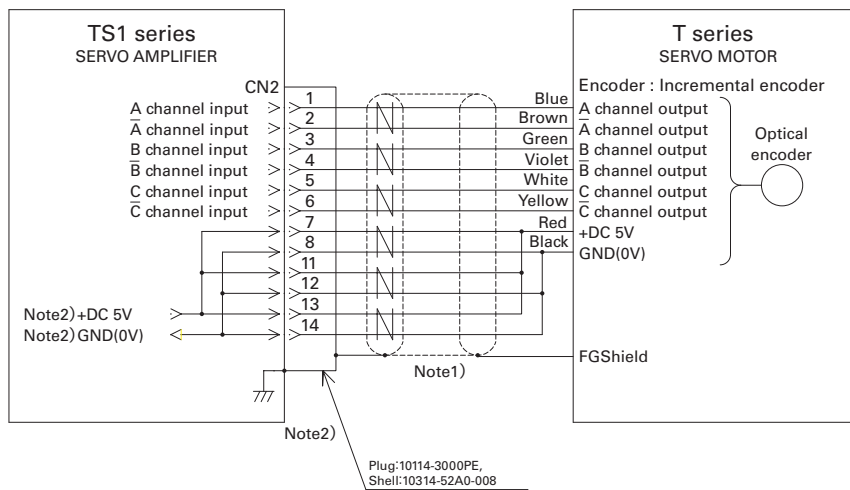 TS1 series
SERVO AMPLIFIER
T series
SERVO MOTOR
CN2
Encoder : Incremental encoder
A channel input
1
Blue
A channel output
A̅ channel input
2
Brown
A̅ channel output
B channel input
3
Green
B channel output
B̅ channel input
4
Violet
B̅ channel output
C channel input
5
White
C channel output
C̅ channel input
6
Yellow
C̅ channel output
Optical
encoder
7
Red
+DC 5V
8
Black
GND(0V)
11
12
Note2)+DC 5V
13
Note2)GND(0V)
14
Note1)
FGShield
Note2)
Plug:10114-3000PE,
Shell:10314-52A0-008